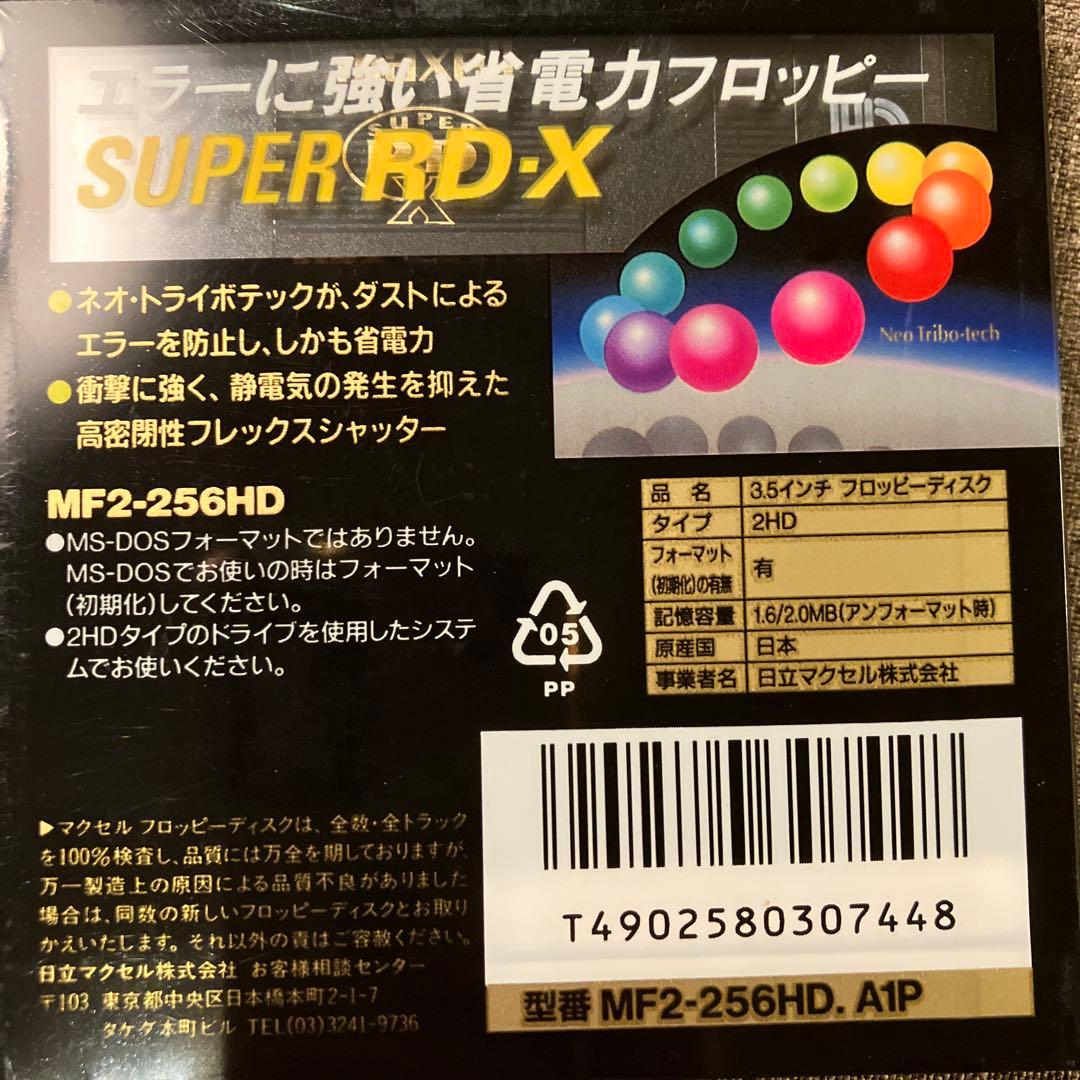 エラーに強い省電力フロッピー
SUPER RD・X
SUPER
X
Neo Tribo-tech
●ネオ・トライボテックが、ダストによる
エラーを防止し、しかも省電力
●衝撃に強く、静電気の発生を抑えた
高密閉性フレックスシャッター
MF2-256HD
●MS-DOSフォーマットではありません。
MS-DOSでお使いの時はフォーマット
(初期化)してください。
●2HDタイプのドライブを使用したシステ
ムでお使いください。
05
PP
品 名 3.5インチ フロッピーディスク
タイプ 2HD
フォーマット
(初期化)の有無 有
記憶容量 1.6/2.0MB(アンフォーマット時)
原産国 日本
事業者名 日立マクセル株式会社
▶マクセル フロッピーディスクは、全数・全トラック
を100%検査し、品質には万全を期しておりますが、
万一製造上の原因による品質不良がありました
場合は、同数の新しいフロッピーディスクとお取り
かえいたします。それ以外の責はご容赦ください。
日立マクセル株式会社 お客様相談センター
〒103 東京都中央区日本橋本町2-1-7
タケダ本町ビル TEL(03)3241-9736
T4902580307448
型番 MF2-256HD. A1P